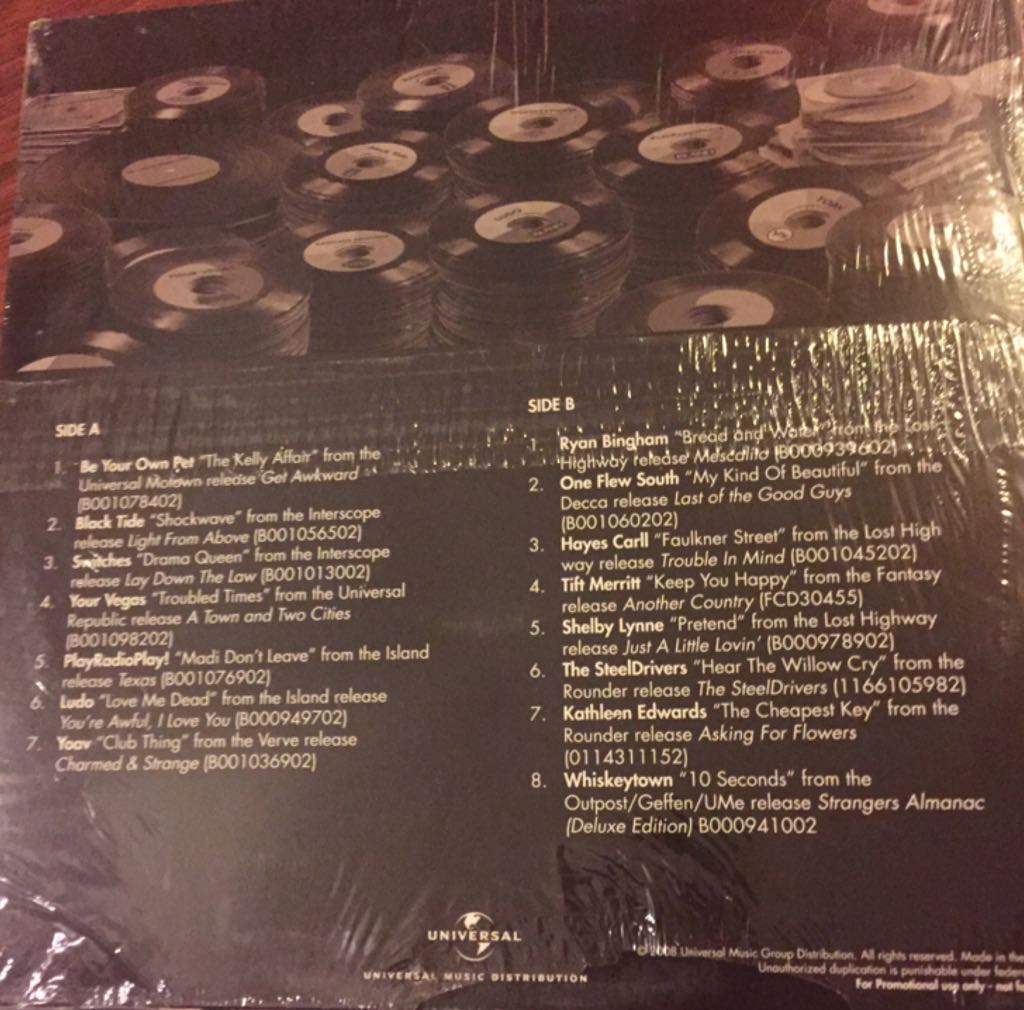 SIDE A
1. Be Your Own Pet "The Kelly Affair" from the
Universal Motown release Get Awkward
(B001078402)
2. Black Tide "Shockwave" from the Interscope
release Light From Above (B001056502)
3. Switches "Drama Queen" from the Interscope
release Lay Down The Law (B001013002)
4. Your Vegas "Troubled Times" from the Universal
Republic release A Town and Two Cities
(B001098202)
5. PlayRadioPlay! "Madi Don't Leave" from the Island
release Texas (B001076902)
6. Ludo "Love Me Dead" from the Island release
You're Awful, I Love You (B000949702)
7. Yoav "Club Thing" from the Verve release
Charmed & Strange (B001036902)
SIDE B
1. Ryan Bingham "Bread and Water" from the Lost
Highway release Mescalito (B000939602)
2. One Flew South "My Kind Of Beautiful" from the
Decca release Last of the Good Guys
(B001060202)
3. Hayes Carll "Faulkner Street" from the Lost High
way release Trouble In Mind (B001045202)
4. Tift Merritt "Keep You Happy" from the Fantasy
release Another Country (FCD30455)
5. Shelby Lynne "Pretend" from the Lost Highway
release Just A Little Lovin' (B000978902)
6. The SteelDrivers "Hear The Willow Cry" from the
Rounder release The SteelDrivers (1166105982)
7. Kathleen Edwards "The Cheapest Key" from the
Rounder release Asking For Flowers
(0114311152)
8. Whiskeytown "10 Seconds" from the
Outpost/Geffen/UMe release Strangers Almanac
(Deluxe Edition) B000941002
UNIVERSAL
UNIVERSAL MUSIC DISTRIBUTION
© 2008 Universal Music Group Distribution. All rights reserved. Made in the
Unauthorized duplication is punishable under
For Promotional use only - not